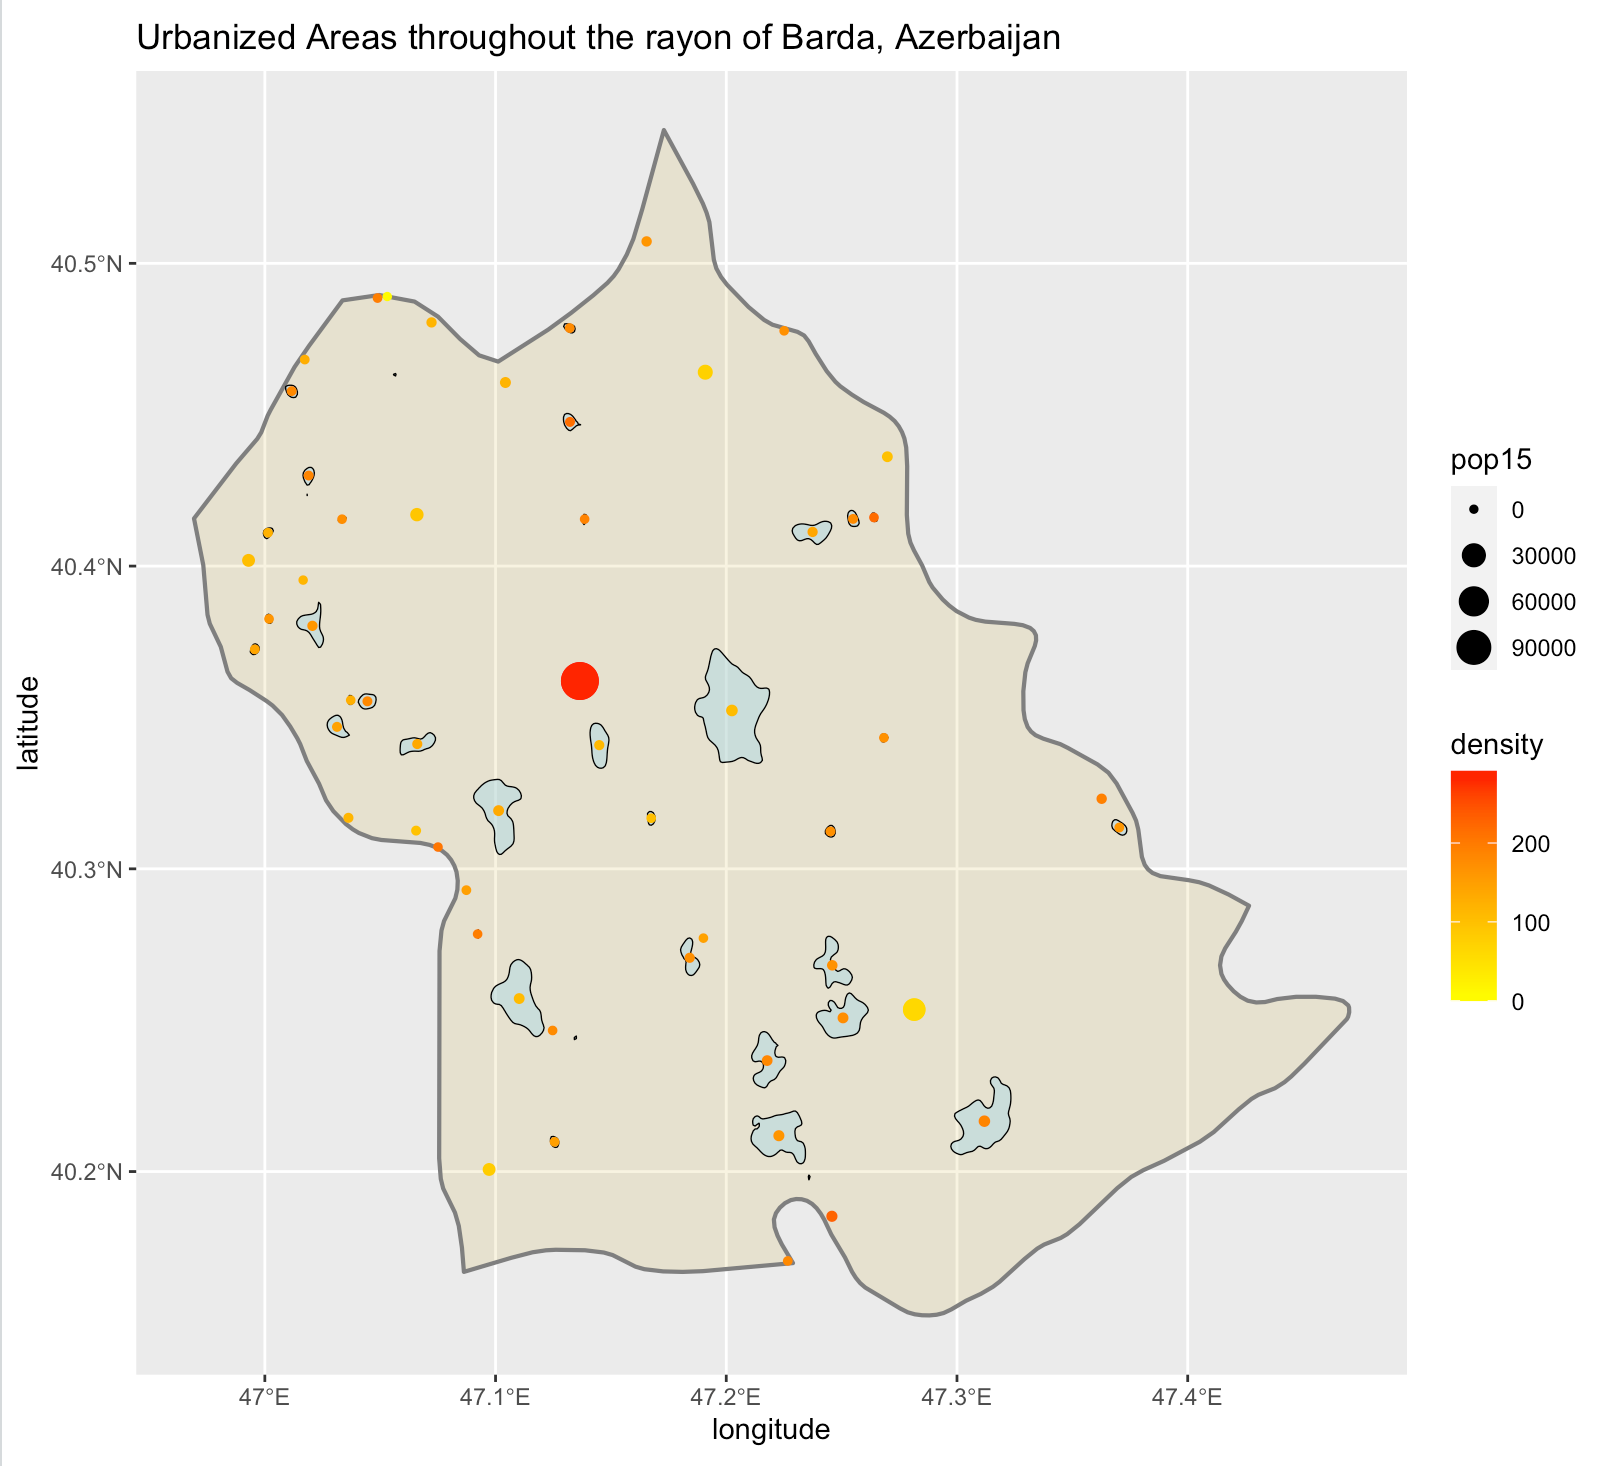 Urbanized Areas throughout the rayon of Barda, Azerbaijan
40.5°N
40.4°N
40.3°N
40.2°N
latitude
47°E
47.1°E
47.2°E
47.3°E
47.4°E
longitude
pop15
0
30000
60000
90000
density
200
100
0